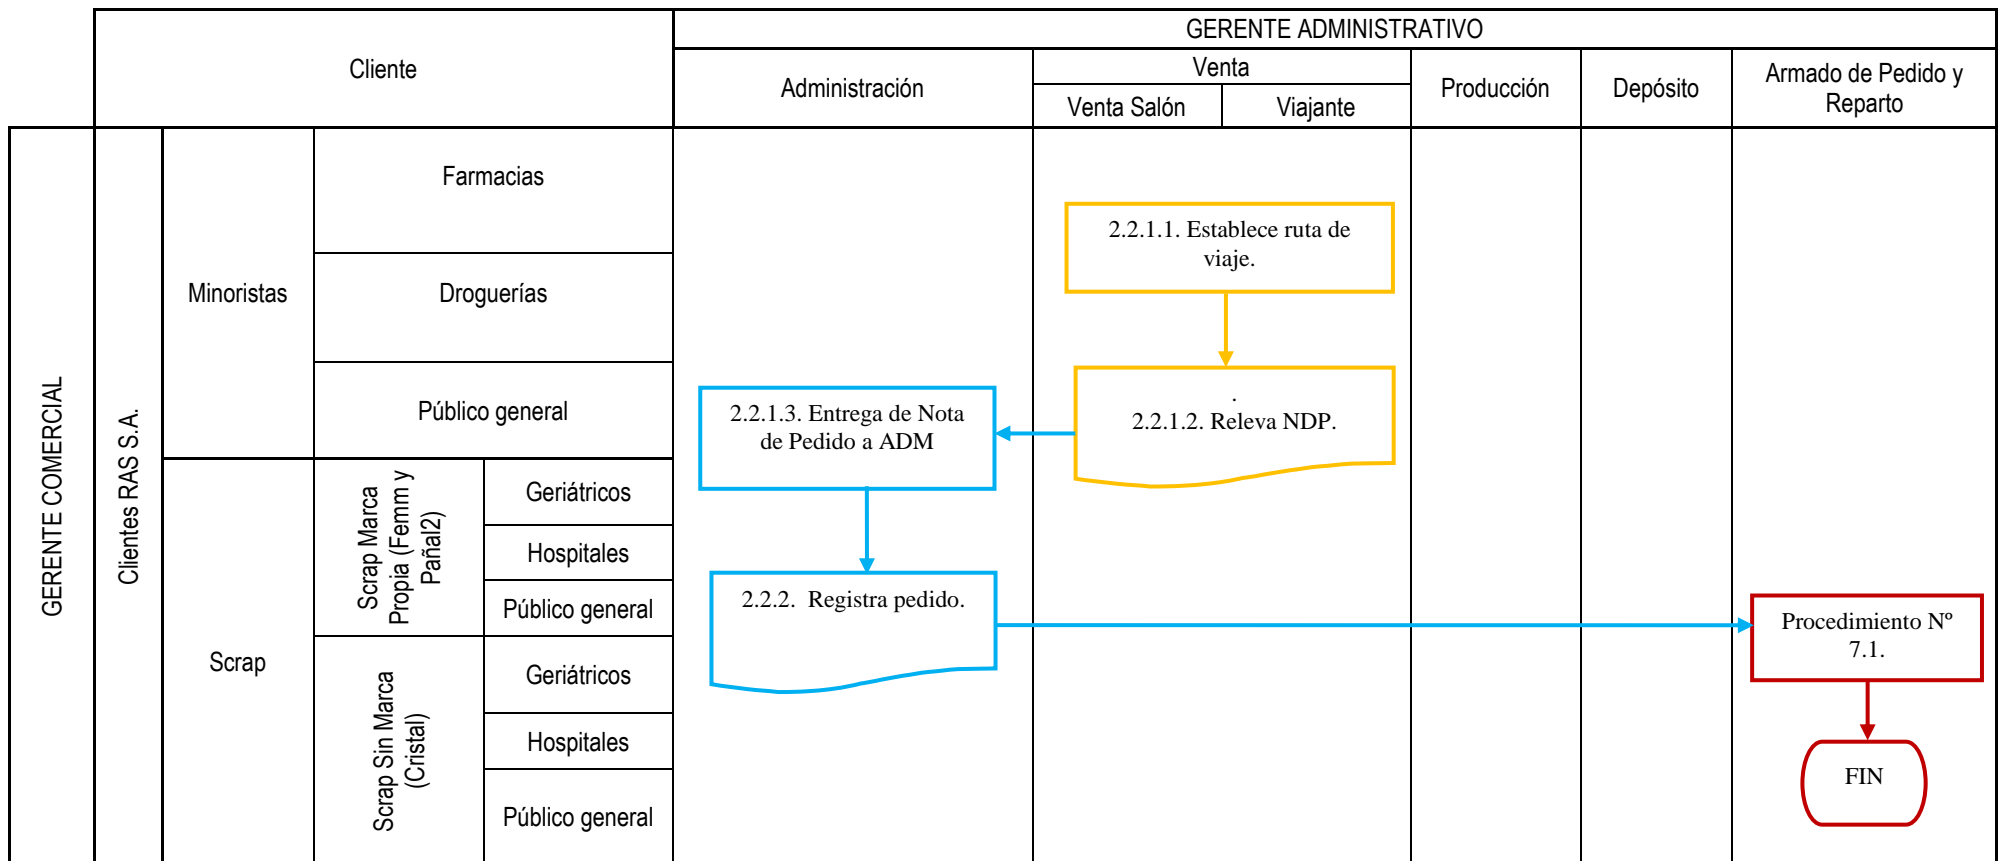 GERENTE ADMINISTRATIVO
Cliente
Administración
Venta
Venta Salón
Viajante
Producción
Depósito
Armado de Pedido y
Reparto
GERENTE COMERCIAL
Clientes RAS S.A.
Minoristas
Farmacias
Droguerías
Público general
Scrap
Scrap Marca
Propia (Femm y
Pañal2)
Geriátricos
Hospitales
Público general
Scrap Sin Marca
(Cristal)
Geriátricos
Hospitales
Público general
2.2.1.1. Establece ruta de
viaje.
.
2.2.1.2. Releva NDP.
2.2.1.3. Entrega de Nota
de Pedido a ADM
2.2.2.  Registra pedido.
Procedimiento Nº
7.1.
FIN